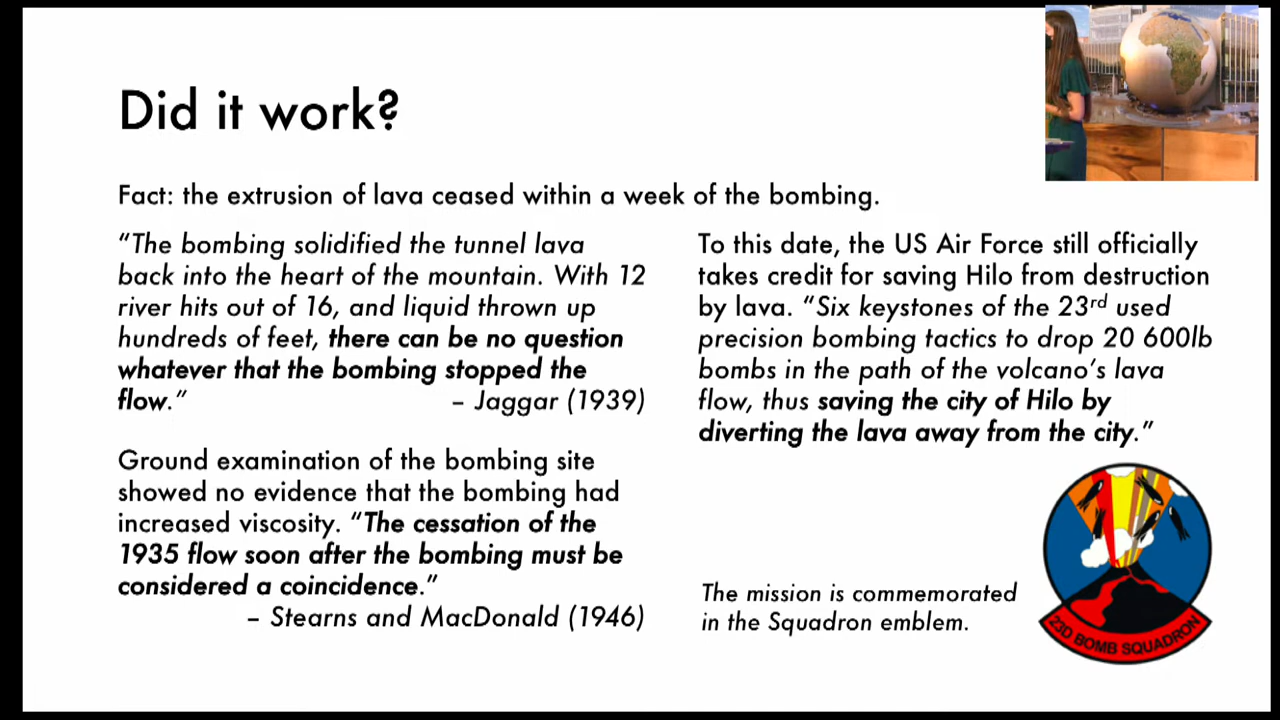 Did it work?
Fact: the extrusion of lava ceased within a week of the bombing.
“The bombing solidified the tunnel lava
back into the heart of the mountain. With 12
river hits out of 16, and liquid thrown up
hundreds of feet, there can be no question
whatever that the bombing stopped the
flow.” – Jaggar (1939)
Ground examination of the bombing site
showed no evidence that the bombing had
increased viscosity. “The cessation of the
1935 flow soon after the bombing must be
considered a coincidence.”
– Stearns and MacDonald (1946)
To this date, the US Air Force still officially
takes credit for saving Hilo from destruction
by lava. “Six keystones of the 23rd used
precision bombing tactics to drop 20 600lb
bombs in the path of the volcano’s lava
flow, thus saving the city of Hilo by
diverting the lava away from the city.”
The mission is commemorated
in the Squadron emblem.
23D BOMB SQUADRON